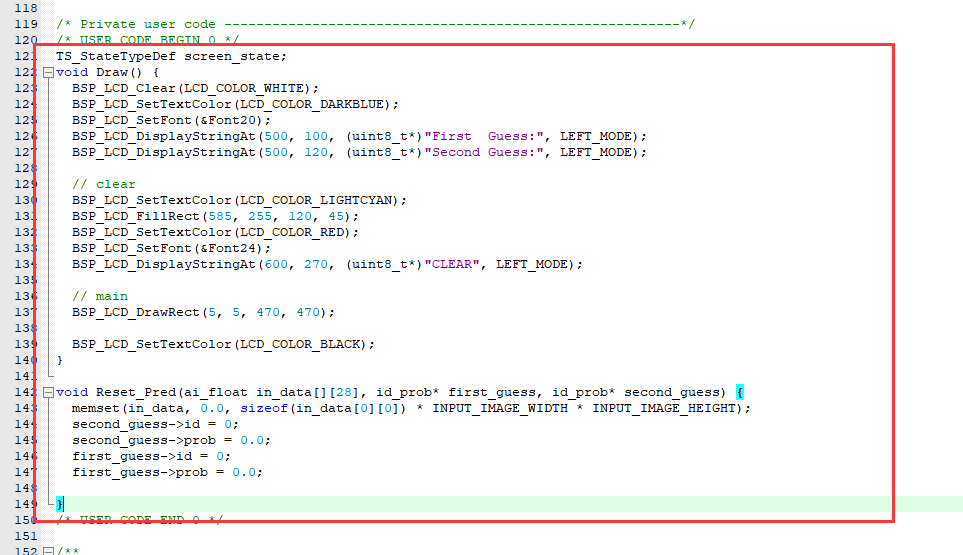 118
119 /* Private user code ---------------------------------------------------------*/
120 /* USER CODE BEGIN 0 */
121 TS_StateTypeDef screen_state;
122 void Draw() {
123   BSP_LCD_Clear(LCD_COLOR_WHITE);
124   BSP_LCD_SetTextColor(LCD_COLOR_DARKBLUE);
125   BSP_LCD_SetFont(&Font20);
126   BSP_LCD_DisplayStringAt(500, 100, (uint8_t*)"First  Guess:", LEFT_MODE);
127   BSP_LCD_DisplayStringAt(500, 120, (uint8_t*)"Second Guess:", LEFT_MODE);
128
129   // clear
130   BSP_LCD_SetTextColor(LCD_COLOR_LIGHTCYAN);
131   BSP_LCD_FillRect(585, 255, 120, 45);
132   BSP_LCD_SetTextColor(LCD_COLOR_RED);
133   BSP_LCD_SetFont(&Font24);
134   BSP_LCD_DisplayStringAt(600, 270, (uint8_t*)"CLEAR", LEFT_MODE);
135
136   // main
137   BSP_LCD_DrawRect(5, 5, 470, 470);
138
139   BSP_LCD_SetTextColor(LCD_COLOR_BLACK);
140 }
141
142 void Reset_Pred(ai_float in_data[][28], id_prob* first_guess, id_prob* second_guess) {
143   memset(in_data, 0.0, sizeof(in_data[0][0]) * INPUT_IMAGE_WIDTH * INPUT_IMAGE_HEIGHT);
144   second_guess->id = 0;
145   second_guess->prob = 0.0;
146   first_guess->id = 0;
147   first_guess->prob = 0.0;
148
149 }
150 /* USER CODE END 0 */
151
152 /**